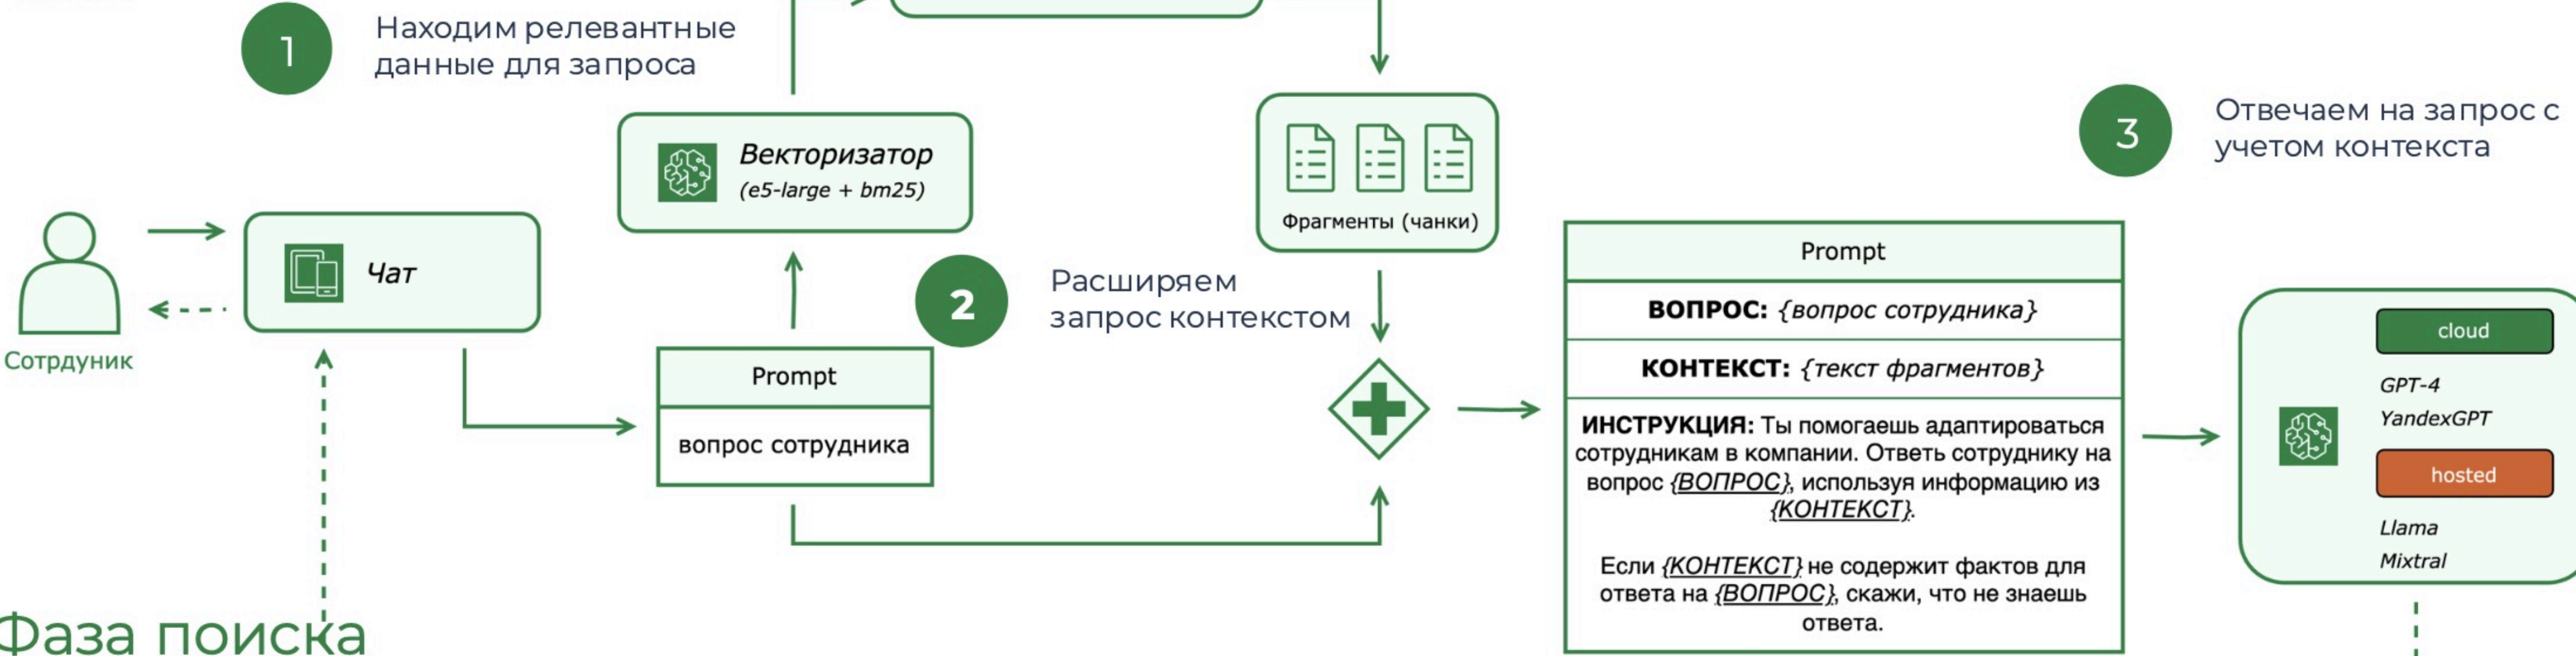 1
Находим релевантные
данные для запроса
Векторизатор
(e5-large + bm25)
Чат
Сотрдуник
Prompt
вопрос сотрудника
2
Расширяем
запрос контекстом
Фрагменты (чанки)
Prompt
ВОПРОС: {вопрос сотрудника}
КОНТЕКСТ: {текст фрагментов}
ИНСТРУКЦИЯ: Ты помогаешь адаптироваться
сотрудникам в компании. Ответь сотруднику на
вопрос {ВОПРОС}, используя информацию из
{КОНТЕКСТ}.
Если {КОНТЕКСТ} не содержит фактов для
ответа на {ВОПРОС}, скажи, что не знаешь
ответа.
3
Отвечаем на запрос с
учетом контекста
cloud
GPT-4
YandexGPT
hosted
Llama
Mixtral
Фаза поиска